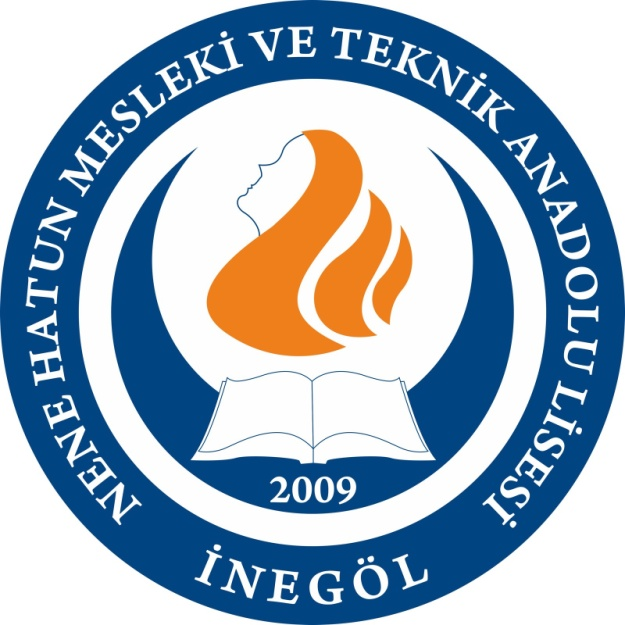 NENE HATUN MESLEKİ VE TEKNİK ANADOLU LİSESİ
2009
İNEGÖL